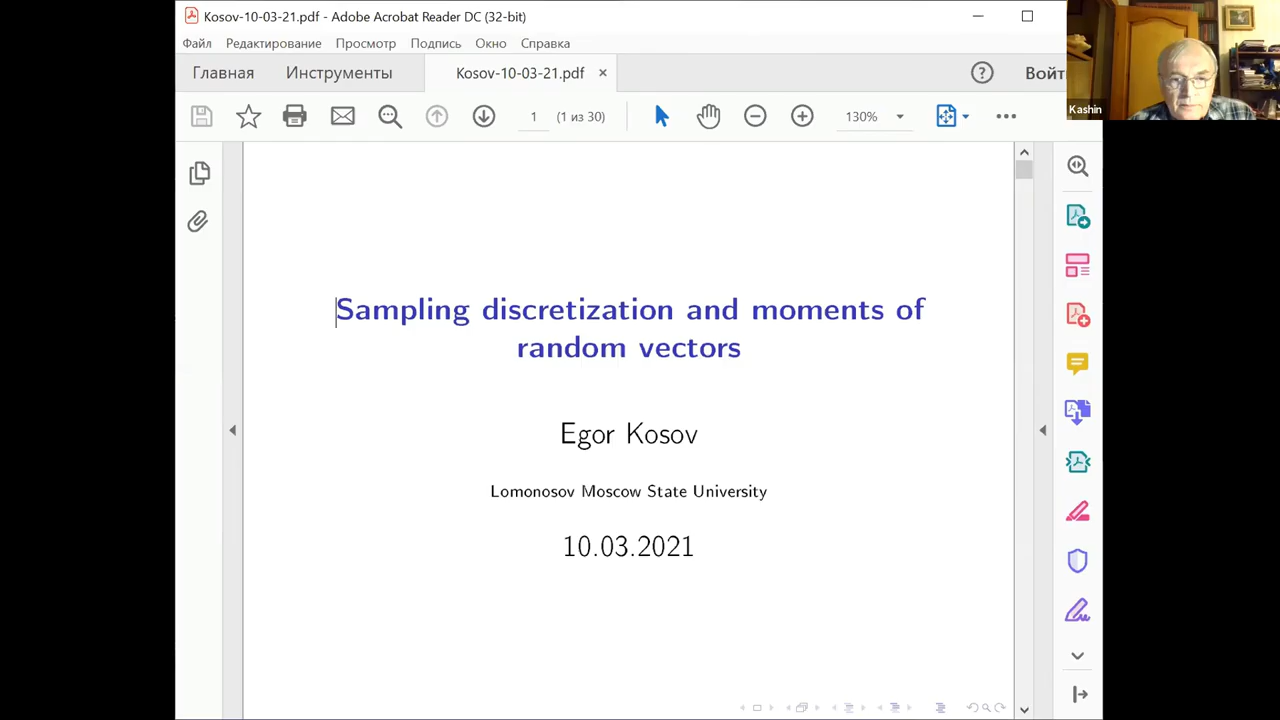 Kosov-10-03-21.pdf - Adobe Acrobat Reader DC (32-bit)
Файл Редактирование Просмотр Подпись Окно Справка
Главная Инструменты Kosov-10-03-21.pdf × ? Войти
1 (1 из 30) 130%
Kashin
Sampling discretization and moments of
random vectors
Egor Kosov
Lomonosov Moscow State University
10.03.2021